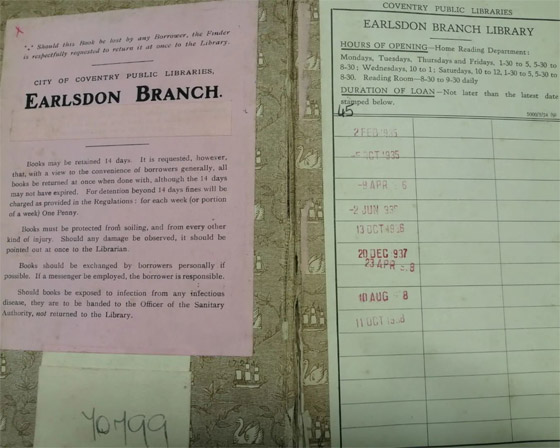 *⁎* Should this Book be lost by any Borrower, the Finder
is respectfully requested to return it at once to the Library.
CITY OF COVENTRY PUBLIC LIBRARIES,
EARLSDON BRANCH.
Books may be retained 14 days. It is requested, however,
that, with a view to the convenience of borrowers generally, all
books be returned at once when done with, although the 14 days
may not have expired. For detention beyond 14 days fines will be
charged as provided in the Regulations: for each week (or portion
of a week) One Penny.
Books must be protected from soiling, and from every other
kind of injury. Should any damage be observed, it should be
pointed out at once to the Librarian.
Books should be exchanged by borrowers personally if
possible. If a messenger be employed, the borrower is responsible.
Should books be exposed to infection from any infectious
disease, they are to be handed to the Officer of the Sanitary
Authority, not returned to the Library.
70799
COVENTRY PUBLIC LIBRARIES
EARLSDON BRANCH LIBRARY
HOURS OF OPENING—Home Reading Department:
Mondays, Tuesdays, Thursdays and Fridays, 1-30 to 5, 5-30 to
8-30; Wednesdays, 10 to 1; Saturdays, 10 to 12, 1-30 to 5, 5-30 to
8-30. Reading Room—8-30 to 9-30 daily
DURATION OF LOAN—Not later than the latest date
stamped below.
45
2 FEB 1935
OCT 1935
APR 6
2 JUN
13 OCT
20 DEC 937
23 APR 8
10 AUG 8
11 OCT